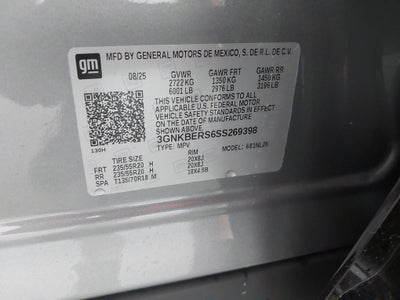 gm
MFD BY GENERAL MOTORS DE MEXICO, S. DE R.L. DE C.V.
08/25 GVWR GAWR FRT GAWR RR
2722 KG 1350 KG 1450 KG
6001 LB 2976 LB 3196 LB
THIS VEHICLE CONFORMS TO ALL
APPLICABLE U.S. FEDERAL MOTOR
VEHICLE SAFETY STANDARDS IN EFFECT
ON THE DATE OF MANUFACTURE
SHOWN ABOVE.
3GNKBERS6SS269398
130H
TYPE: MPV MODEL: 6S1NL26
TIRE SIZE RIM
FRT 235/55R20 H 20X8J
RR 235/55R20 H 20X8J
SPA T135/70R18 M 18X4.5B